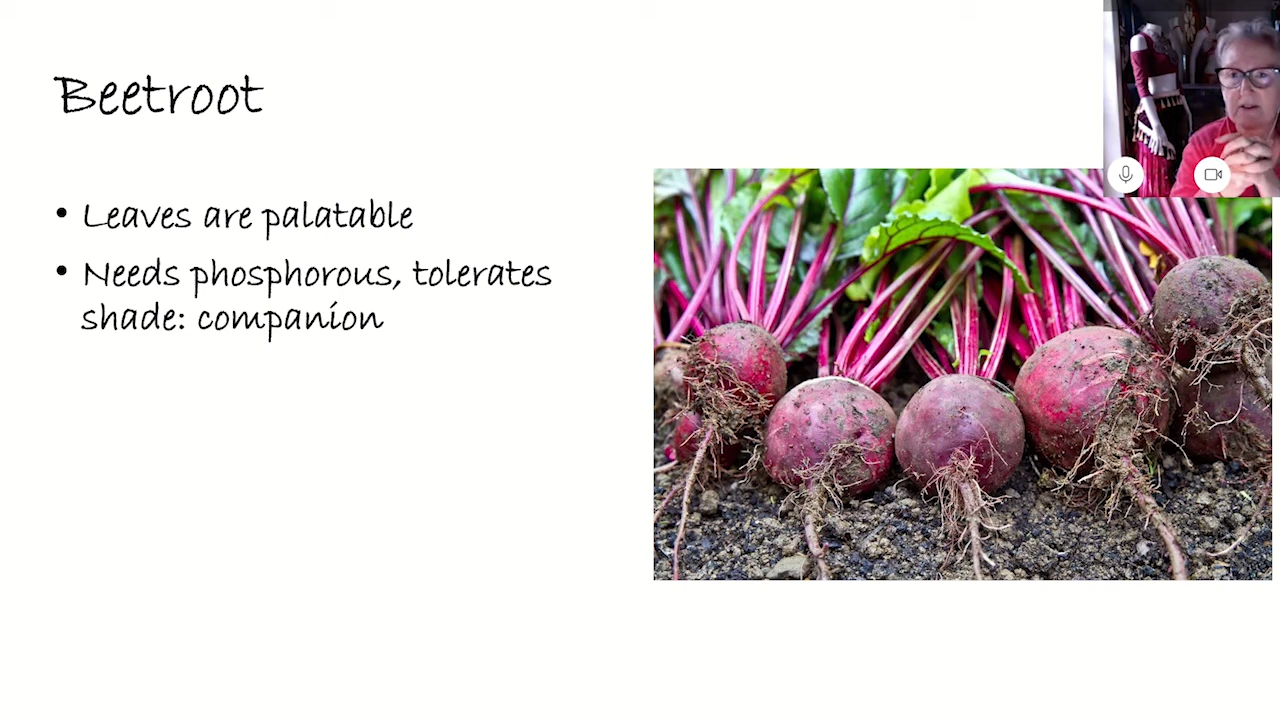 Beetroot
• Leaves are palatable
• Needs phosphorous, tolerates
shade: companion